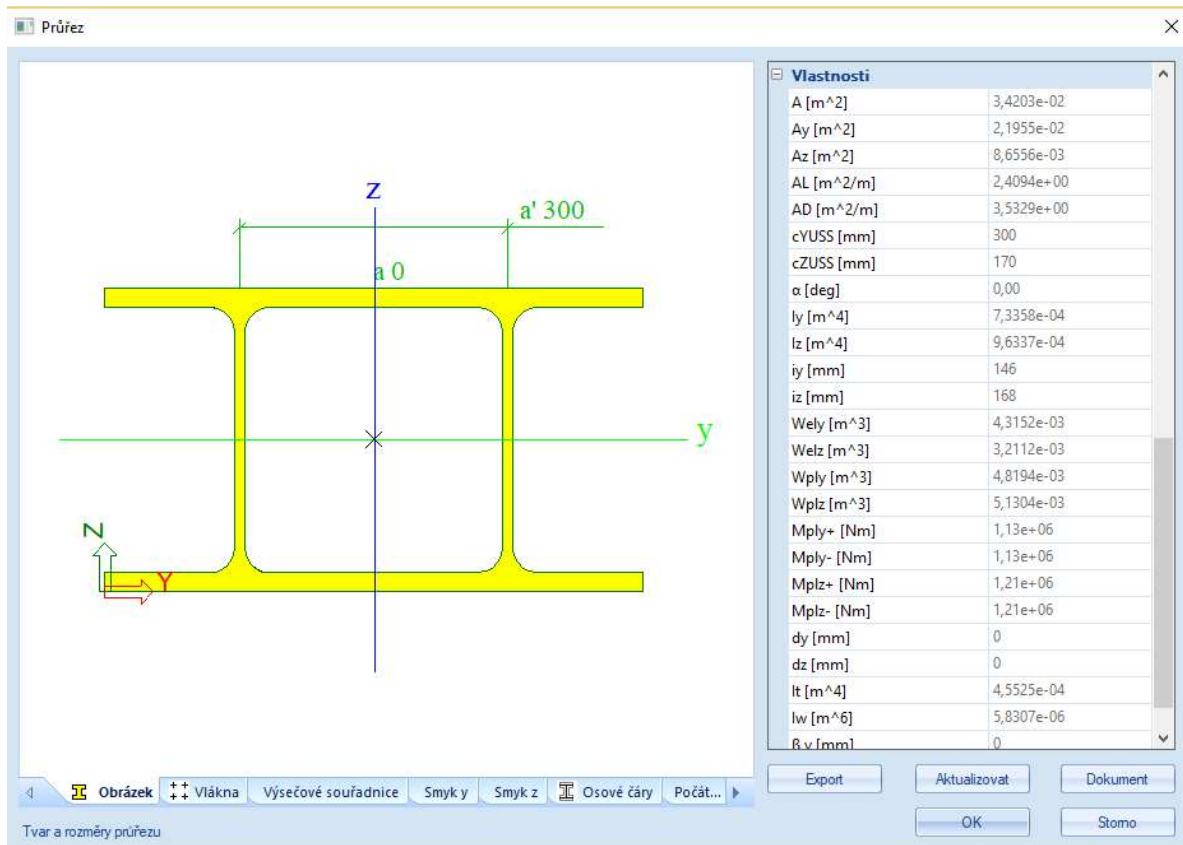 Průřez
z
a' 300
a 0
y
Z
Y
Vlastnosti
A [m^2] 3,4203e-02
Ay [m^2] 2,1955e-02
Az [m^2] 8,6556e-03
AL [m^2/m] 2,4094e+00
AD [m^2/m] 3,5329e+00
cYUSS [mm] 300
cZUSS [mm] 170
α [deg] 0,00
Iy [m^4] 7,3358e-04
Iz [m^4] 9,6337e-04
iy [mm] 146
iz [mm] 168
Wely [m^3] 4,3152e-03
Welz [m^3] 3,2112e-03
Wply [m^3] 4,8194e-03
Wplz [m^3] 5,1304e-03
Mply+ [Nm] 1,13e+06
Mply- [Nm] 1,13e+06
Mplz+ [Nm] 1,21e+06
Mplz- [Nm] 1,21e+06
dy [mm] 0
dz [mm] 0
It [m^4] 4,5525e-04
Iw [m^6] 5,8307e-06
β y [mm] 0
Obrázek Vlákna Výsečové souřadnice Smyk y Smyk z Osové čáry Počát...
Export Aktualizovat Dokument
OK Storno
Tvar a rozměry průřezu